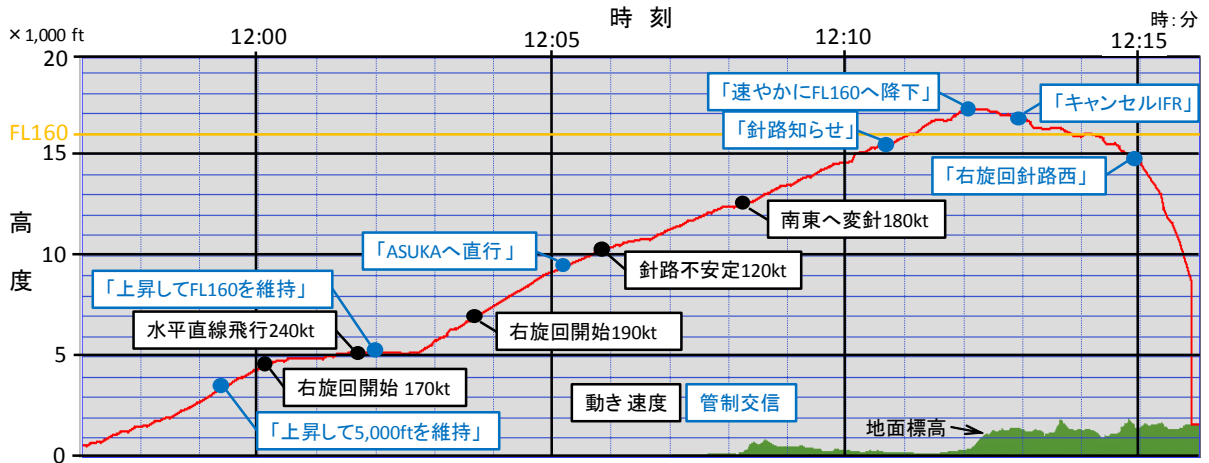 時 刻
時:分
×1,000 ft
12:00
12:05
12:10
12:15
20
「速やかにFL160へ降下」
「キャンセルIFR」
FL160
「針路知らせ」
15
「右旋回針路西」
高
度
南東へ変針180kt
「ASUKAへ直行 」
10
針路不安定120kt
「上昇してFL160を維持」
水平直線飛行240kt
右旋回開始190kt
5
右旋回開始 170kt
動き 速度
管制交信
地面標高
「上昇して5,000ftを維持」
0